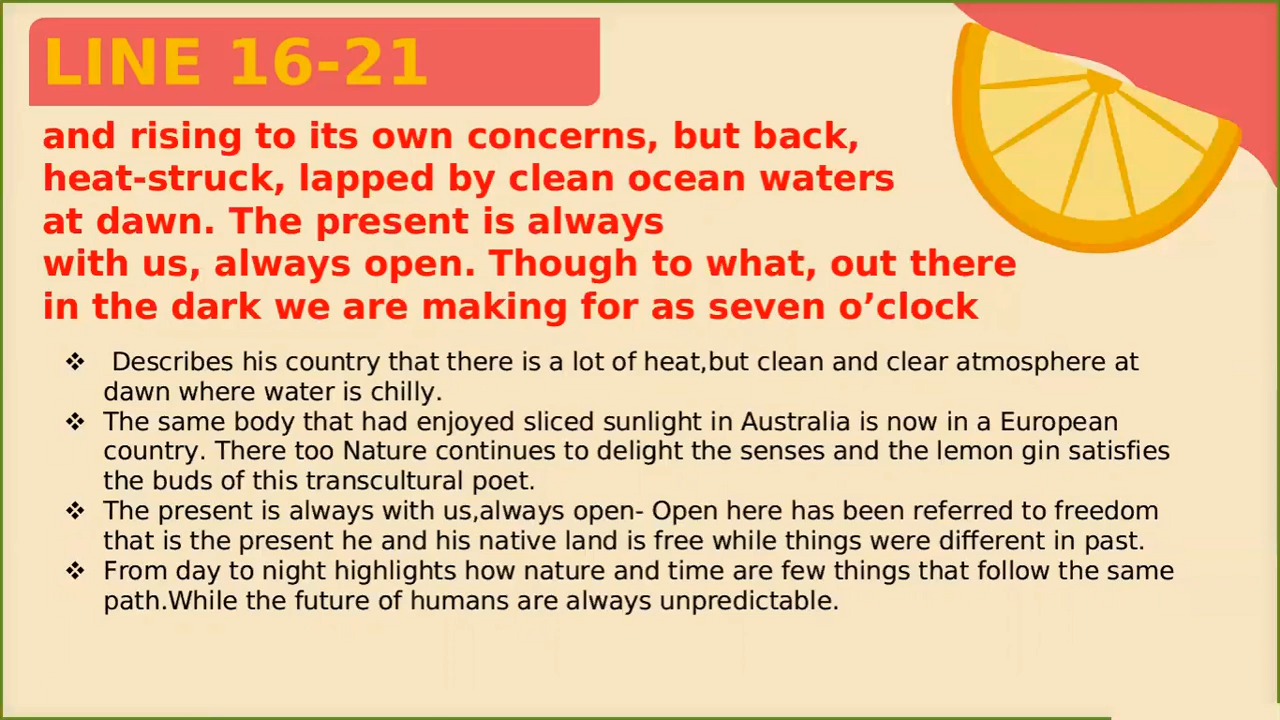 LINE 16-21
and rising to its own concerns, but back,
heat-struck, lapped by clean ocean waters
at dawn. The present is always
with us, always open. Though to what, out there
in the dark we are making for as seven o’clock
❖ Describes his country that there is a lot of heat,but clean and clear atmosphere at
dawn where water is chilly.
❖ The same body that had enjoyed sliced sunlight in Australia is now in a European
country. There too Nature continues to delight the senses and the lemon gin satisfies
the buds of this transcultural poet.
❖ The present is always with us,always open- Open here has been referred to freedom
that is the present he and his native land is free while things were different in past.
❖ From day to night highlights how nature and time are few things that follow the same
path.While the future of humans are always unpredictable.